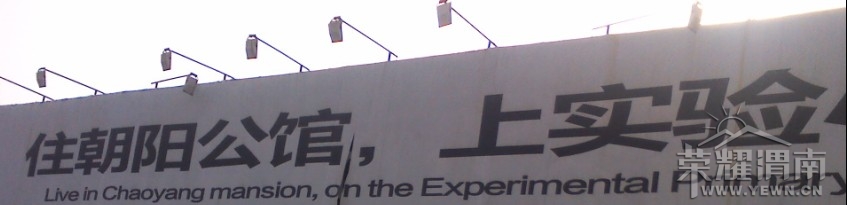 住朝阳公馆，上实验
Live in Chaoyang mansion, on the Experimental
荣耀渭南
WWW.YEWN.CN